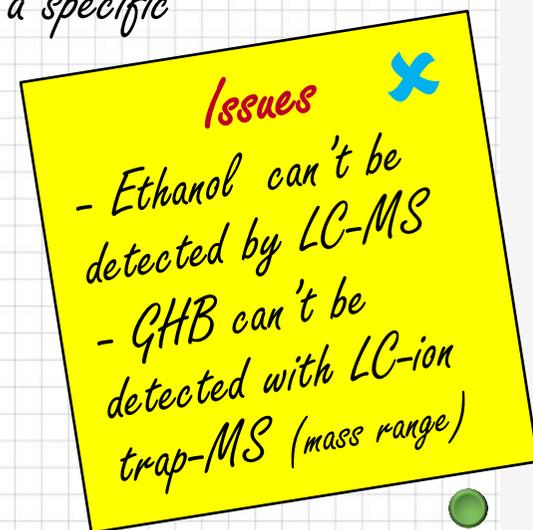 a specific
Issues
- Ethanol can't be
detected by LC-MS
- GHB can't be
detected with LC-ion
trap-MS (mass range)